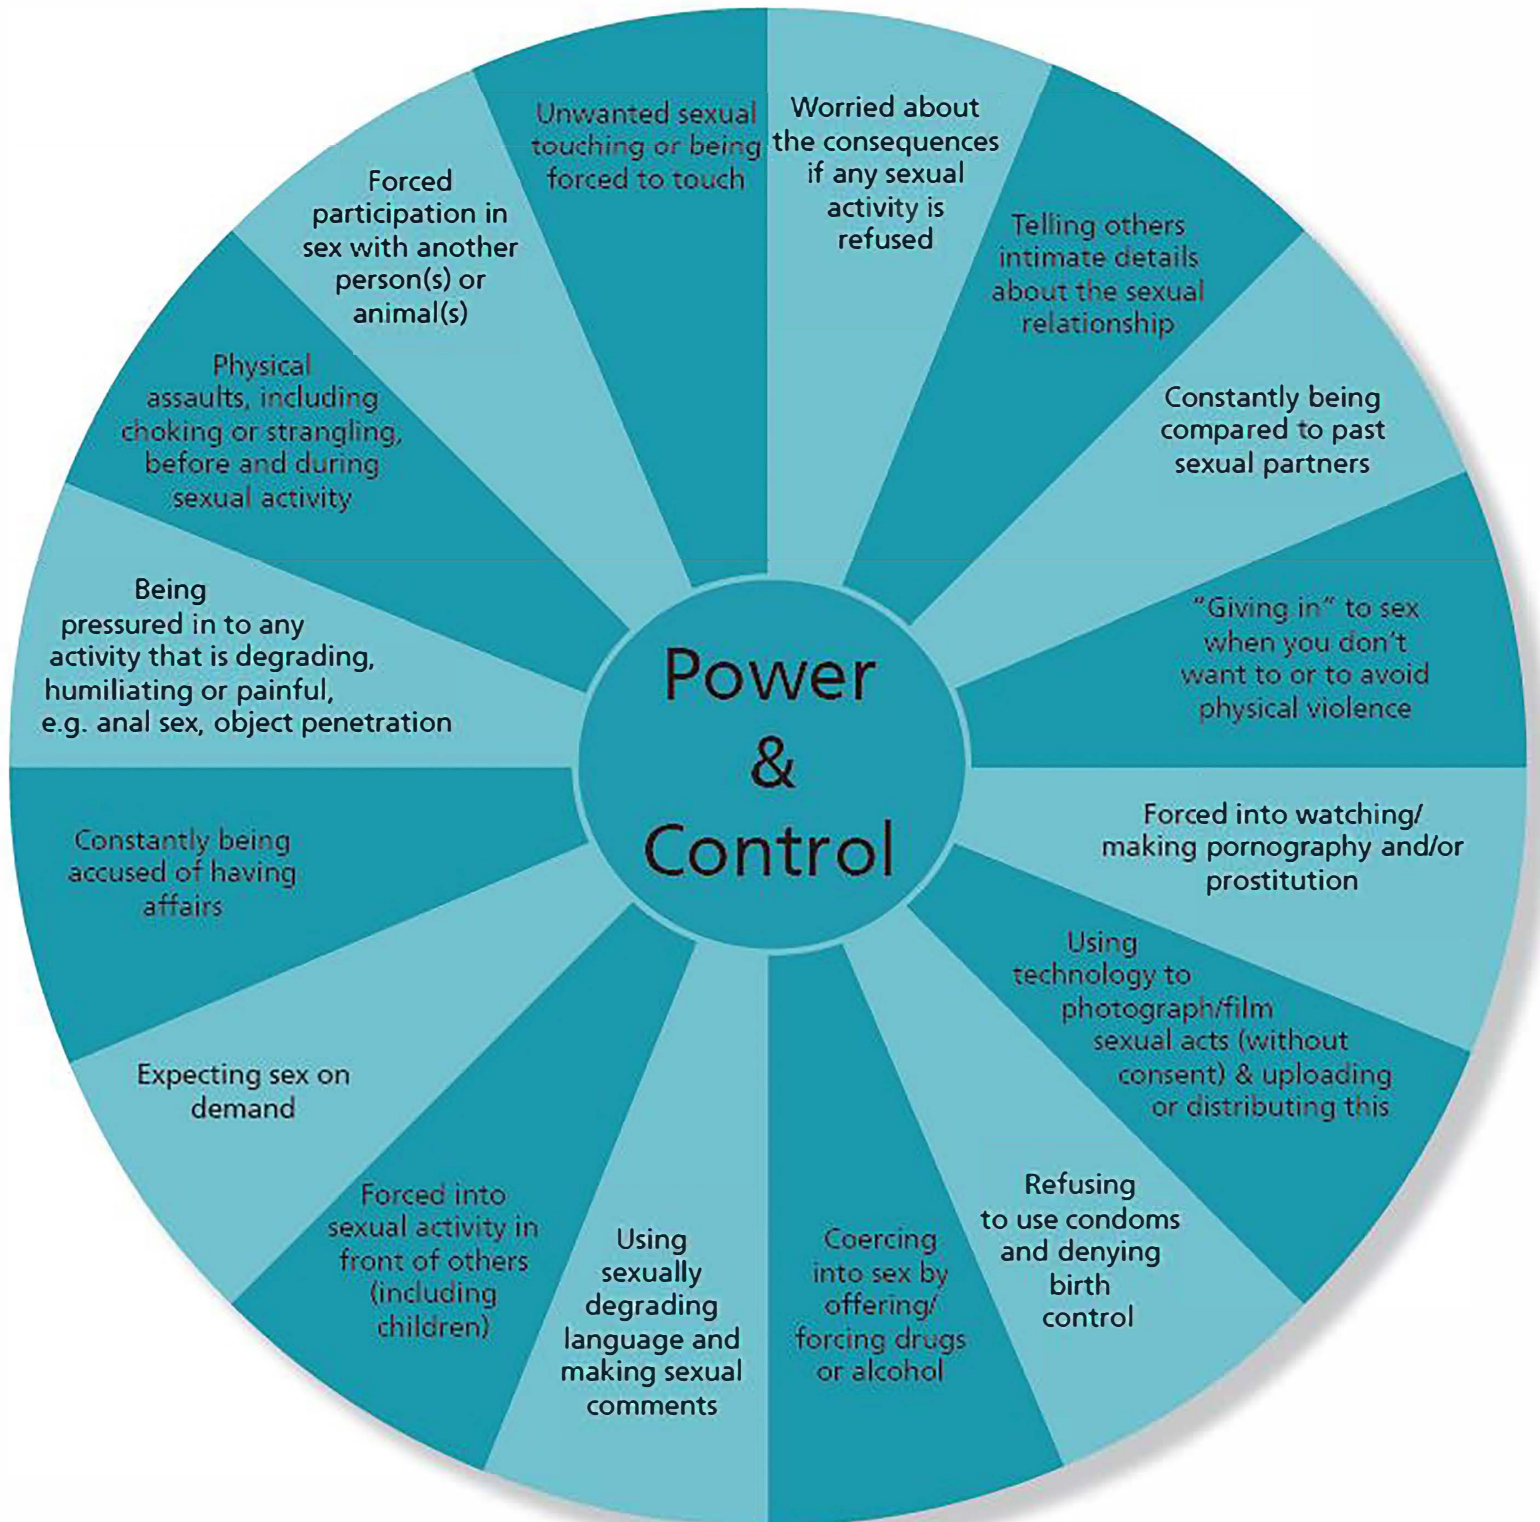 Unwanted sexual
touching or being
forced to touch
Worried about
the consequences
if any sexual
activity is
refused
Telling others
intimate details
about the sexual
relationship
Constantly being
compared to past
sexual partners
"Giving in" to sex
when you don't
want to or to avoid
physical violence
Forced into watching/
making pornography and/or
prostitution
Using
technology to
photograph/film
sexual acts (without
consent) & uploading
or distributing this
Refusing
to use condoms
and denying
birth
control
Coercing
into sex by
offering/
forcing drugs
or alcohol
Using
sexually
degrading
language and
making sexual
comments
Forced into
sexual activity in
front of others
(including
children)
Expecting sex on
demand
Constantly being
accused of having
affairs
Being
pressured in to any
activity that is degrading,
humiliating or painful,
e.g. anal sex, object penetration
Physical
assaults, including
choking or strangling,
before and during
sexual activity
Forced
participation in
sex with another
person(s) or
animal(s)
Power
&
Control